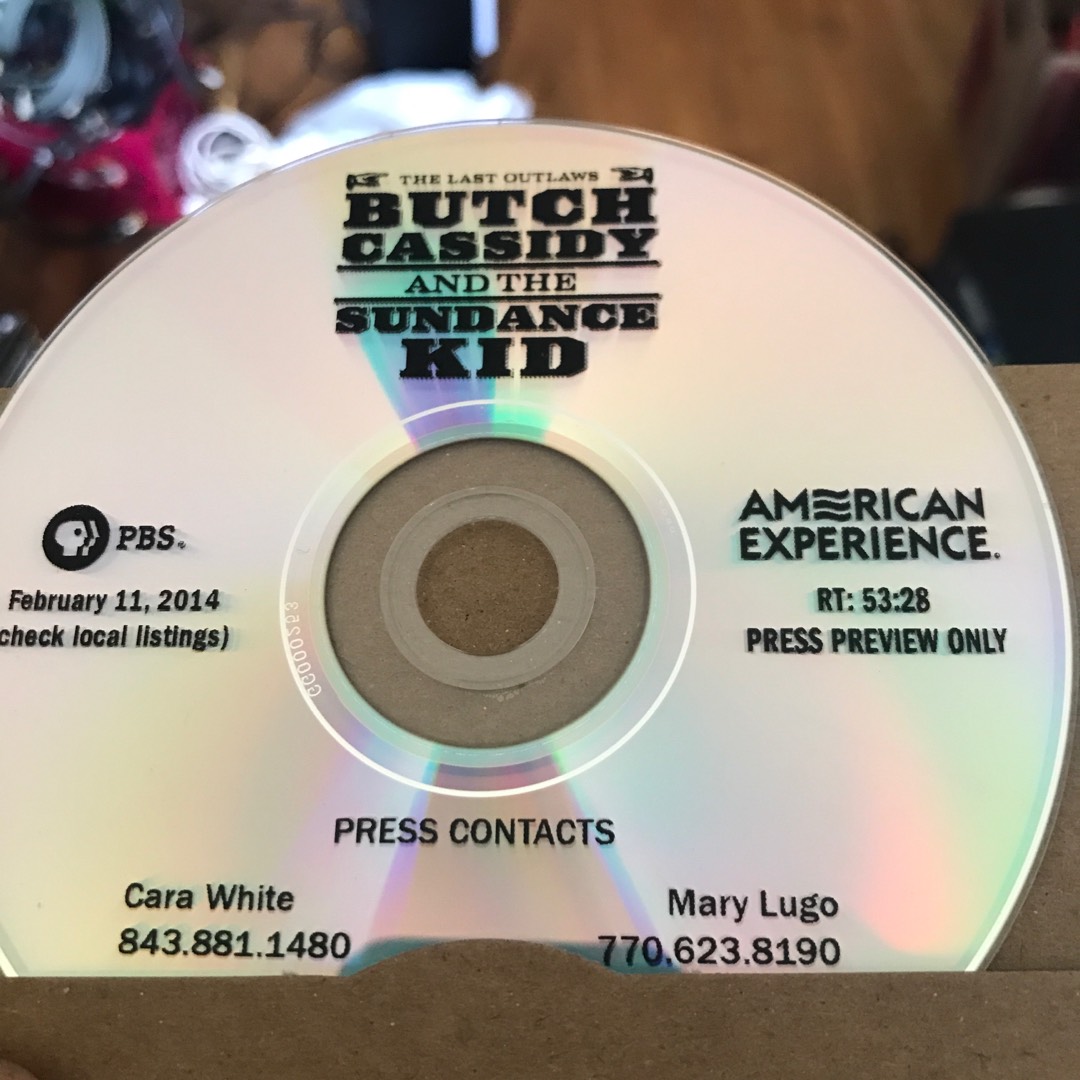 THE LAST OUTLAWS
BUTCH
CASSIDY
AND THE
SUNDANCE
KID
PBS
February 11, 2014
check local listings)
AMERICAN
EXPERIENCE.
RT: 53:28
PRESS PREVIEW ONLY
PRESS CONTACTS
Cara White
843.881.1480
Mary Lugo
770.623.8190